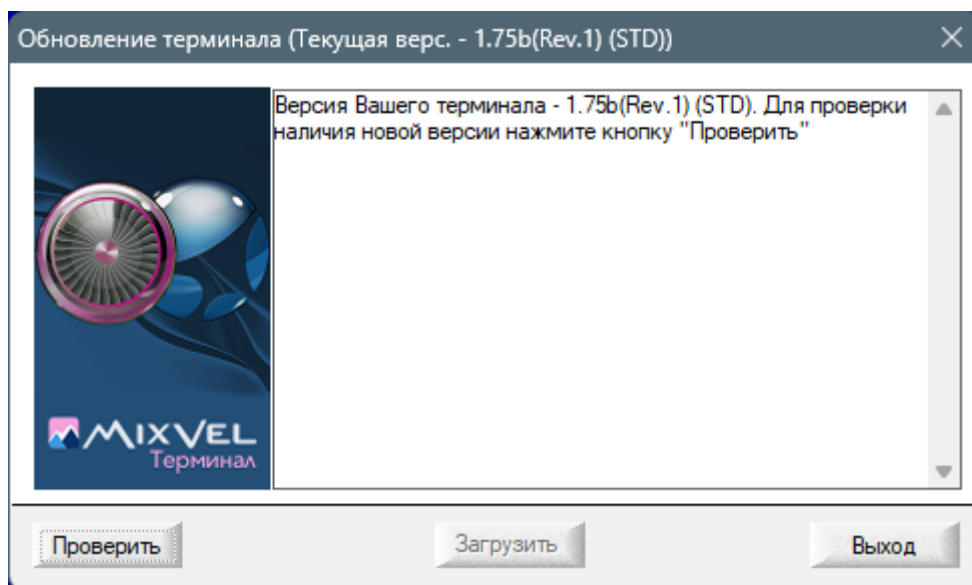 Обновление терминала (Текущая верс. - 1.75b(Rev.1) (STD))
Версия Вашего терминала - 1.75b(Rev.1) (STD). Для проверки
наличия новой версии нажмите кнопку "Проверить"
MIXVEL
Терминал
Проверить
Загрузить
Выход